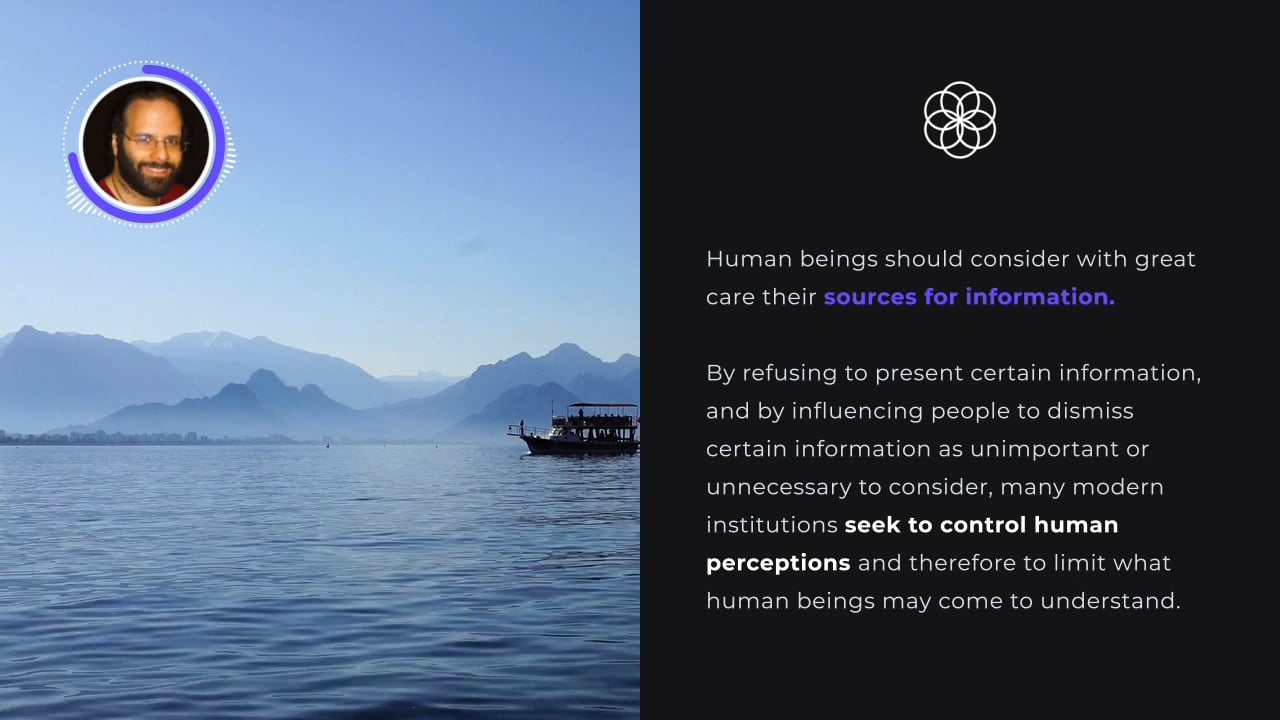 Human beings should consider with great
care their sources for information.
By refusing to present certain information,
and by influencing people to dismiss
certain information as unimportant or
unnecessary to consider, many modern
institutions seek to control human
perceptions and therefore to limit what
human beings may come to understand.